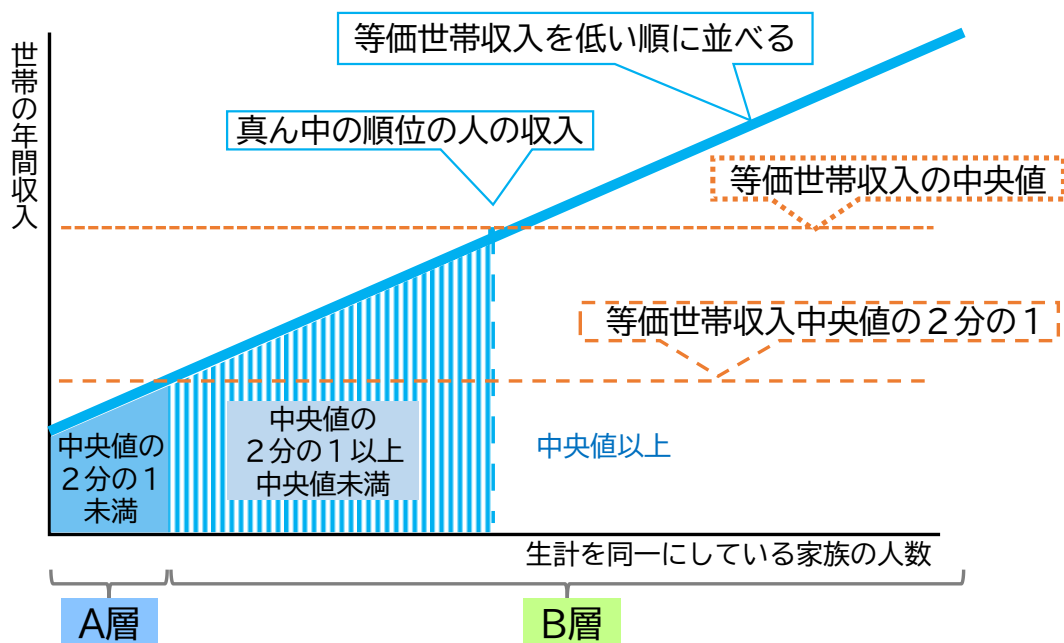 世帯の年間収入
等価世帯収入を低い順に並べる
真ん中の順位の人の収入
等価世帯収入の中央値
等価世帯収入中央値の２分の１
中央値の
２分の１
未満
中央値の
２分の１以上
中央値未満
中央値以上
生計を同一にしている家族の人数
A層
B層